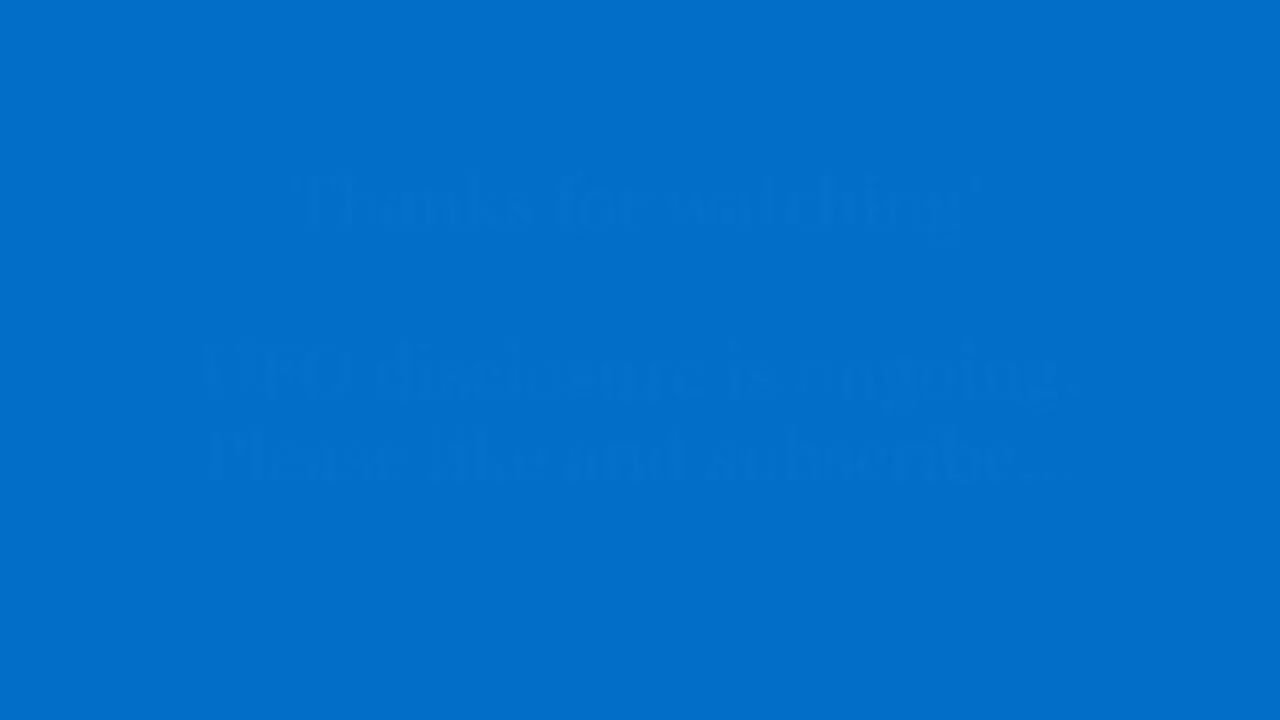 Thanks for watching!
UFO disclosure is ongoing.
Please like and subscribe...